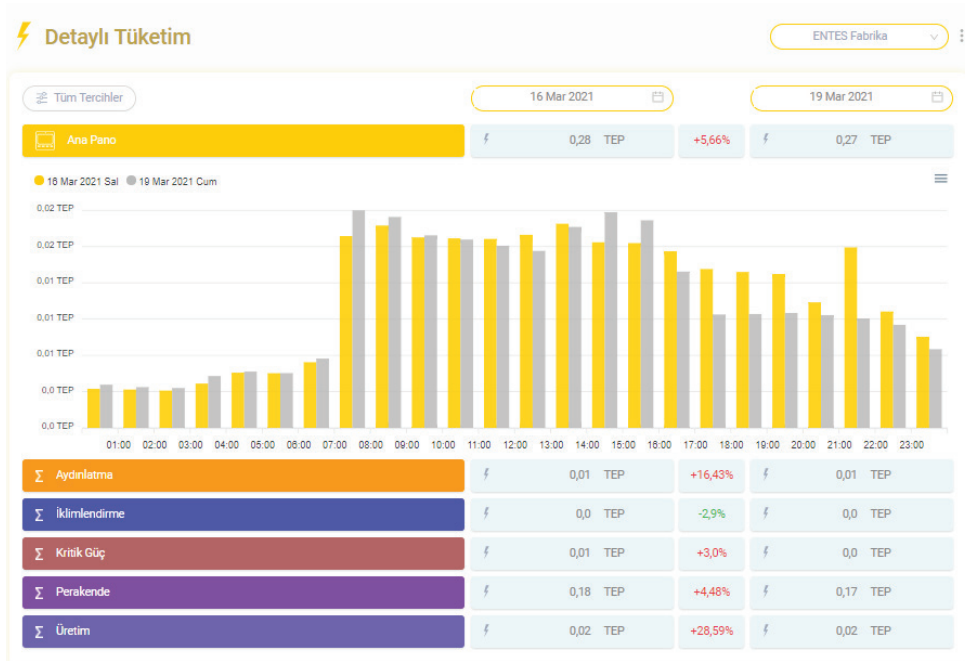 Detaylı Tüketim
ENTES Fabrika
Tüm Tercihler
16 Mar 2021
19 Mar 2021
Ana Pano
0,28 TEP
+5,66%
0,27 TEP
16 Mar 2021 Sal
19 Mar 2021 Cum
0,02 TEP
0,02 TEP
0,01 TEP
0,01 TEP
0,01 TEP
0,0 TEP
0,0 TEP
01:00 02:00 03:00 04:00 05:00 06:00 07:00 08:00 09:00 10:00 11:00 12:00 13:00 14:00 15:00 16:00 17:00 18:00 19:00 20:00 21:00 22:00 23:00
Σ Aydınlatma 0,01 TEP +16,43% 0,01 TEP
Σ İklimlendirme 0,0 TEP -2,9% 0,0 TEP
Σ Kritik Güç 0,01 TEP +3,0% 0,0 TEP
Σ Perakende 0,18 TEP +4,48% 0,17 TEP
Σ Üretim 0,02 TEP +28,59% 0,02 TEP